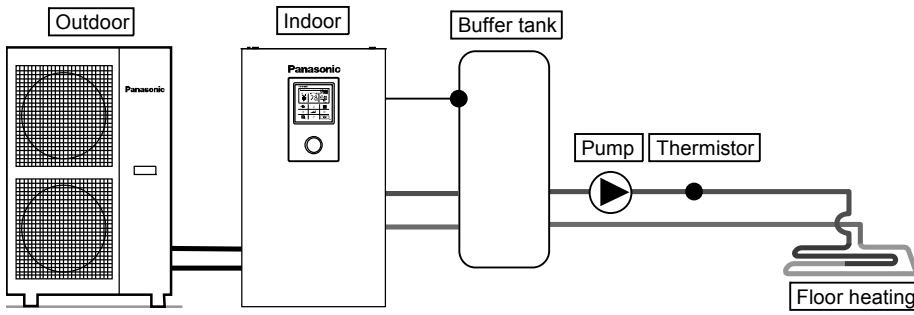 Outdoor
Indoor
Buffer tank
Panasonic
Panasonic
Pump
Thermistor
Floor heating